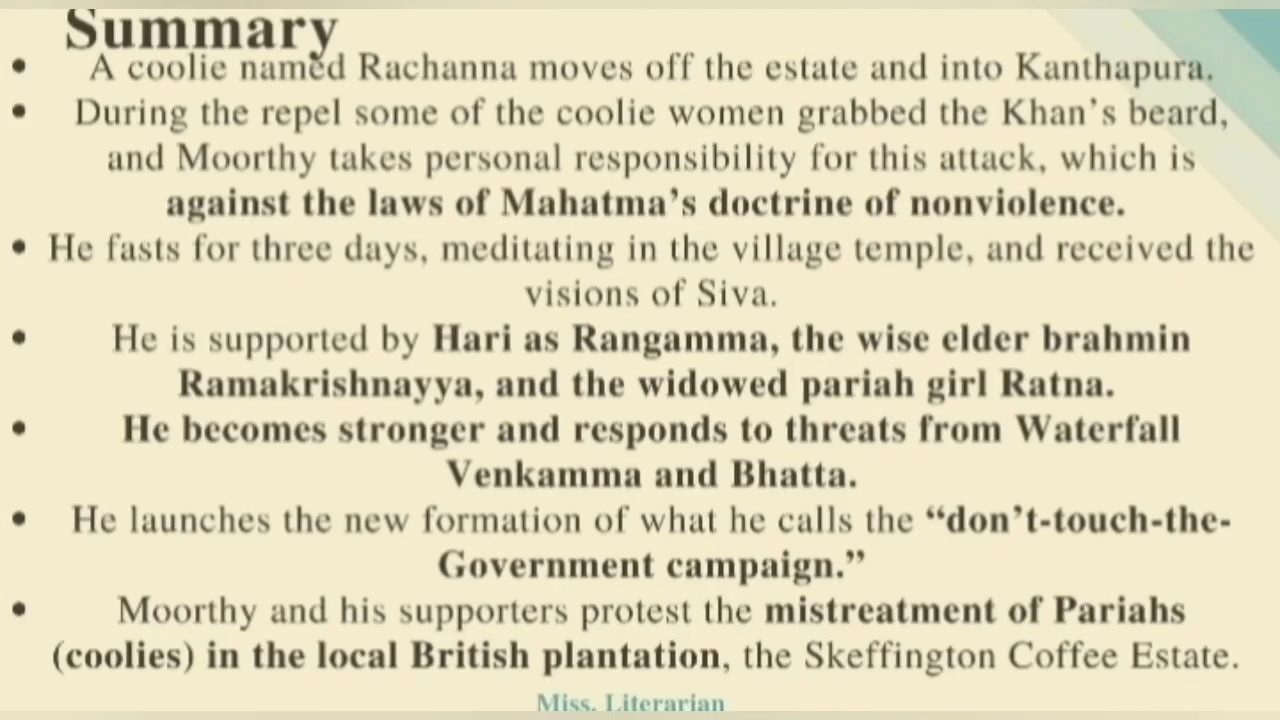 Summary
• A coolie named Rachanna moves off the estate and into Kanthapura.
• During the repel some of the coolie women grabbed the Khan’s beard,
and Moorthy takes personal responsibility for this attack, which is
against the laws of Mahatma’s doctrine of nonviolence.
• He fasts for three days, meditating in the village temple, and received the
visions of Siva.
• He is supported by Hari as Rangamma, the wise elder brahmin
Ramakrishnayya, and the widowed pariah girl Ratna.
• He becomes stronger and responds to threats from Waterfall
Venkamma and Bhatta.
• He launches the new formation of what he calls the “don’t-touch-the-
Government campaign.”
• Moorthy and his supporters protest the mistreatment of Pariahs
(coolies) in the local British plantation, the Skeffington Coffee Estate.
Miss. Literarian